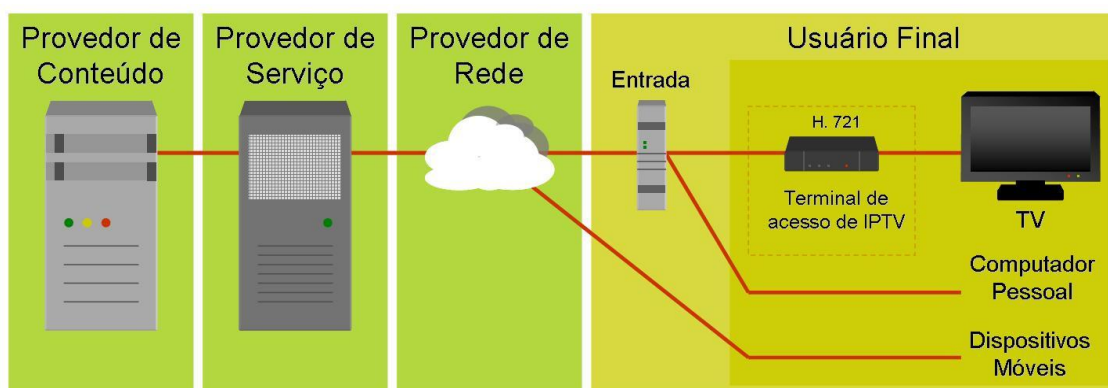 Provedor de
Conteúdo
Provedor de
Serviço
Provedor de
Rede
Usuário Final
Entrada
H. 721
Terminal de
acesso de IPTV
TV
Computador
Pessoal
Dispositivos
Móveis